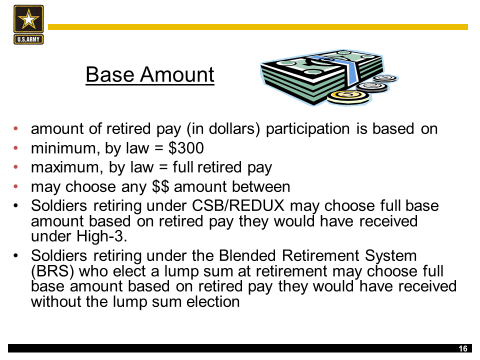 U.S.ARMY
Base Amount
• amount of retired pay (in dollars) participation is based on
• minimum, by law = $300
• maximum, by law = full retired pay
• may choose any $$ amount between
• Soldiers retiring under CSB/REDUX may choose full base
amount based on retired pay they would have received
under High-3.
• Soldiers retiring under the Blended Retirement System
(BRS) who elect a lump sum at retirement may choose full
base amount based on retired pay they would have received
without the lump sum election
16